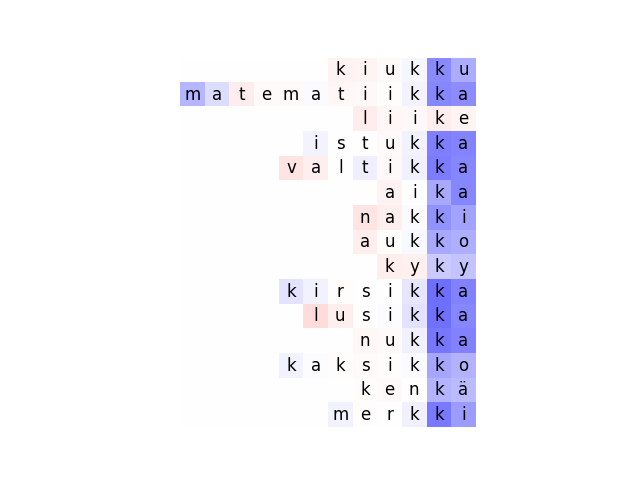 kiukku
matematiikka
liike
istukka
valtikka
aika
nakki
aukko
kyky
kirsikka
lusikka
nukka
kaksikko
kenkä
merkki